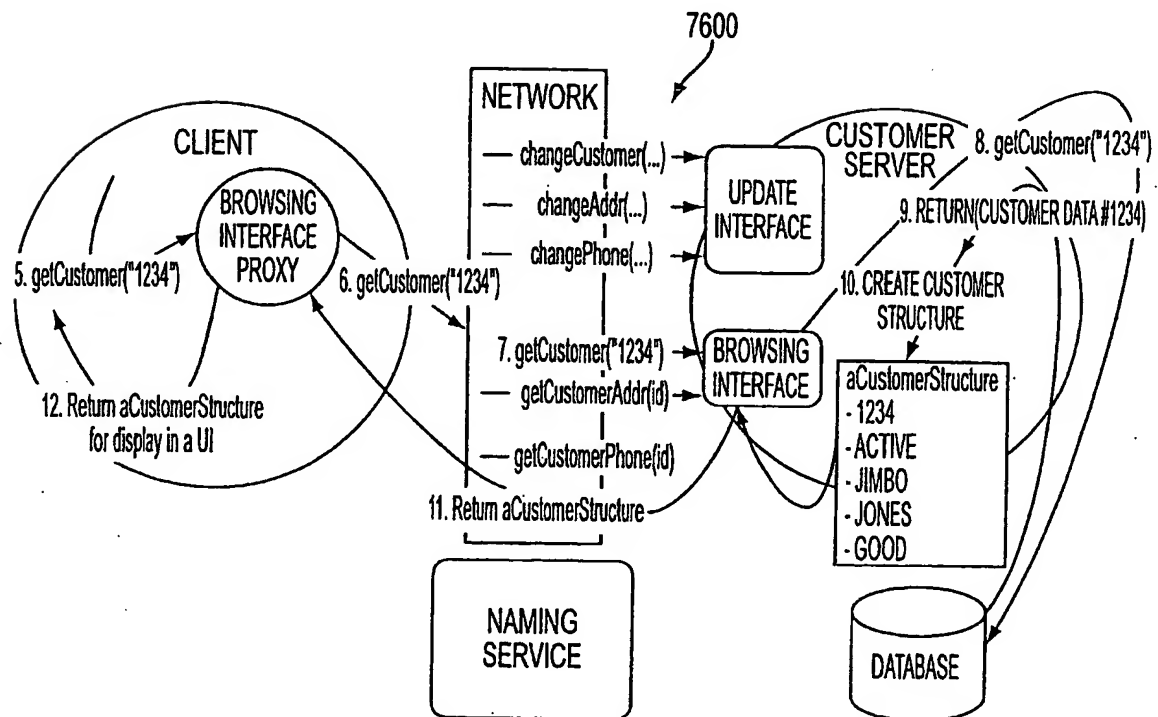 7600
NETWORK
CLIENT
CUSTOMER
SERVER
8. getCustomer("1234")
changeCustomer(...)
UPDATE
INTERFACE
BROWSING
INTERFACE
PROXY
changeAddr(...)
9. RETURN(CUSTOMER DATA #1234)
changePhone(...)
5. getCustomer("1234")
6. getCustomer("1234")
10. CREATE CUSTOMER
STRUCTURE
7. getCustomer("1234")
BROWSING
INTERFACE
getCustomerAddr(id)
aCustomerStructure
- 1234
- ACTIVE
- JIMBO
- JONES
- GOOD
12. Return aCustomerStructure
for display in a UI
getCustomerPhone(id)
11. Return aCustomerStructure
NAMING
SERVICE
DATABASE